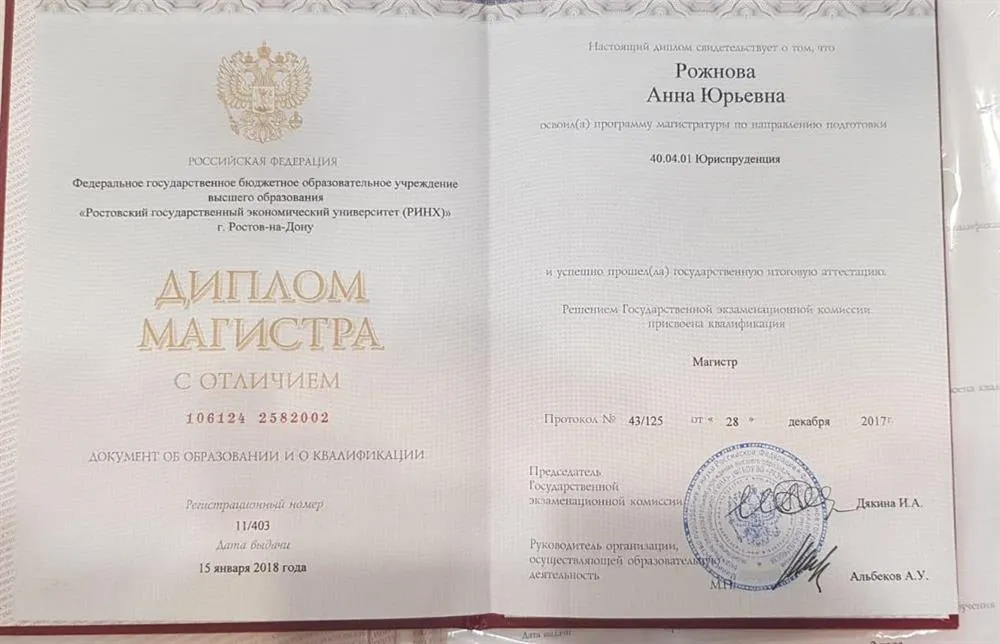 РОССИЙСКАЯ ФЕДЕРАЦИЯ
Федеральное государственное бюджетное образовательное учреждение
высшего образования
«Ростовский государственный экономический университет (РИНХ)»
г. Ростов-на-Дону
ДИПЛОМ
МАГИСТРА
С ОТЛИЧИЕМ
106124 2582002
ДОКУМЕНТ ОБ ОБРАЗОВАНИИ И О КВАЛИФИКАЦИИ
Регистрационный номер
11/403
Дата выдачи
15 января 2018 года
Настоящий диплом свидетельствует о том, что
Рожнова
Анна Юрьевна
освоил(а) программу магистратуры по направлению подготовки
40.04.01 Юриспруденция
и успешно прошел(ла) государственную итоговую аттестацию.
Решением Государственной экзаменационной комиссии
присвоена квалификация
Магистр
Протокол № 43/125 от « 28 » декабря 2017г.
Председатель
Государственной
экзаменационной комиссии
Дякина И.А.
Руководитель организации,
осуществляющей образовательную
деятельность
М.П.
Альбеков А.У.
Дата выдачи